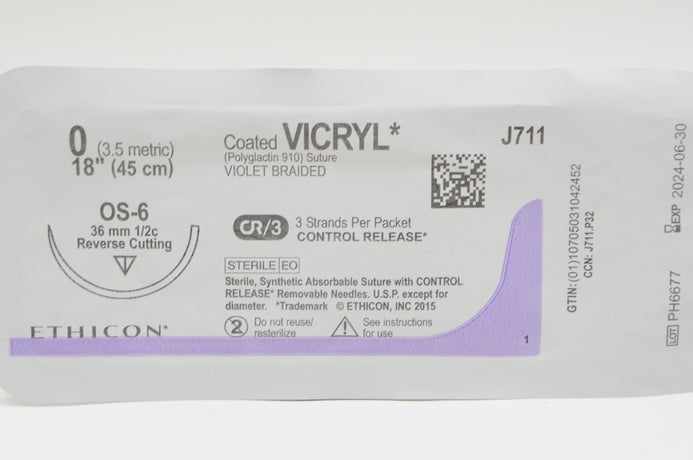 0 (3.5 metric)
18" (45 cm)
OS-6
36 mm 1/2c
Reverse Cutting
ETHICON*
Coated VICRYL*
(Polyglactin 910) Suture
VIOLET BRAIDED
J711
CR/3 3 Strands Per Packet
CONTROL RELEASE*
STERILE EO
Sterile, Synthetic Absorbable Suture with CONTROL
RELEASE* Removable Needles. U.S.P. except for
diameter. *Trademark © ETHICON, INC 2015
2 Do not reuse/
resterilize
! See instructions
for use
1
GTIN: (01)10705031042452
CCN: J711.P32
EXP 2024-06-30
LOT PH6677